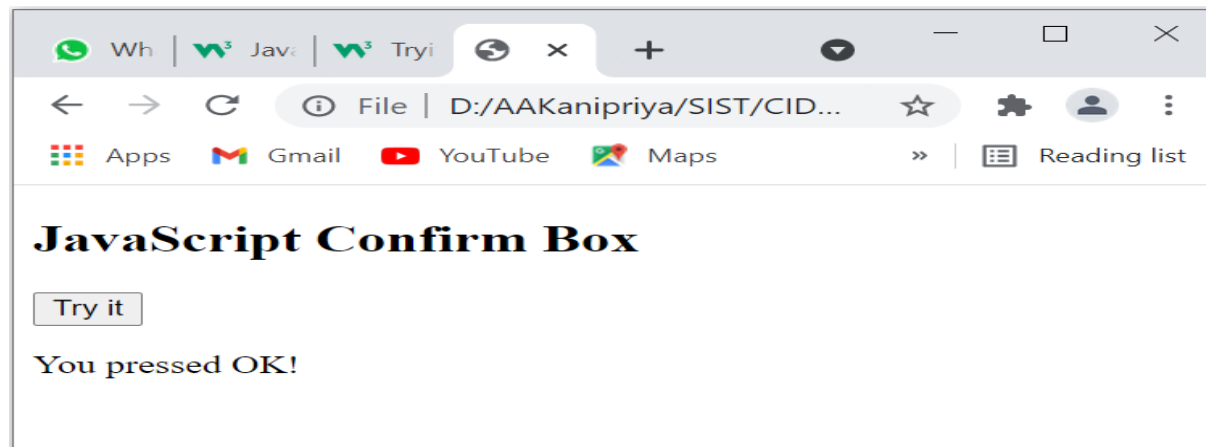 Wh Java Tryi
File D:/AAKanipriya/SIST/CID...
Apps Gmail YouTube Maps » Reading list
JavaScript Confirm Box
Try it
You pressed OK!